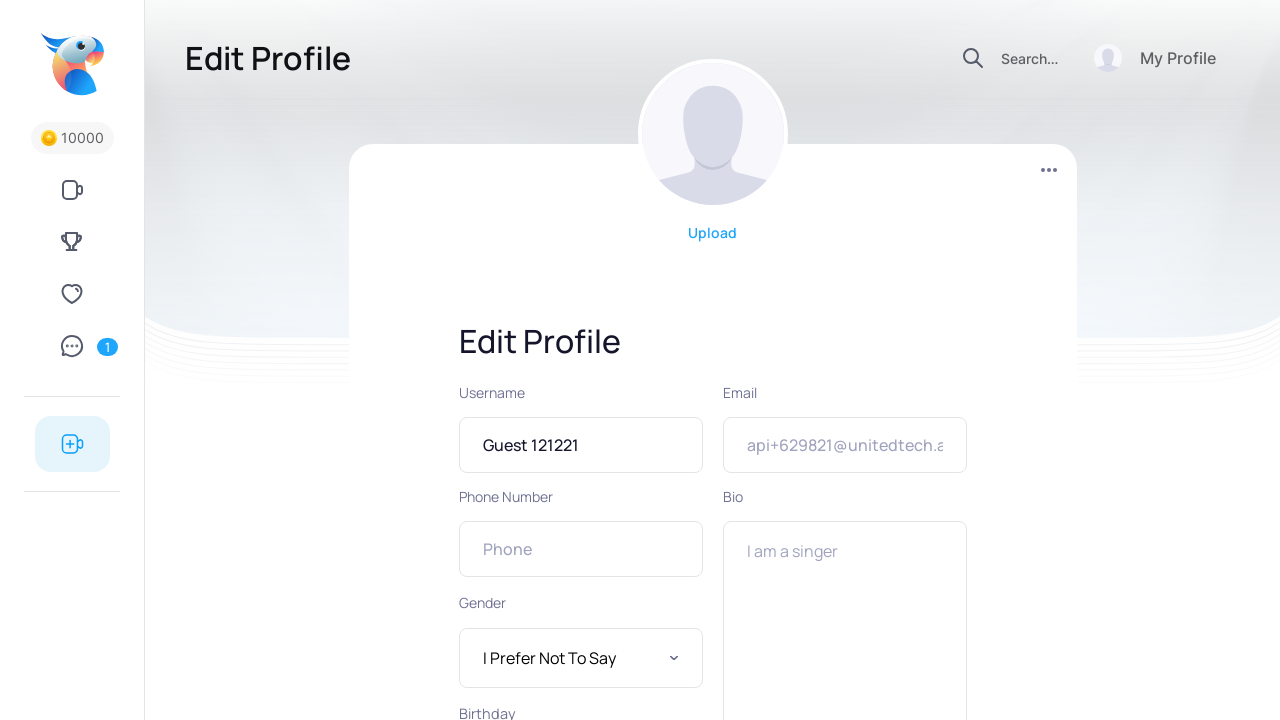 Edit Profile
Search...
My Profile
10000
Upload
1
Edit Profile
Username
Email
Guest 121221
api+629821@unitedtech.a
Phone Number
Bio
Phone
I am a singer
Gender
I Prefer Not To Say
Birthday